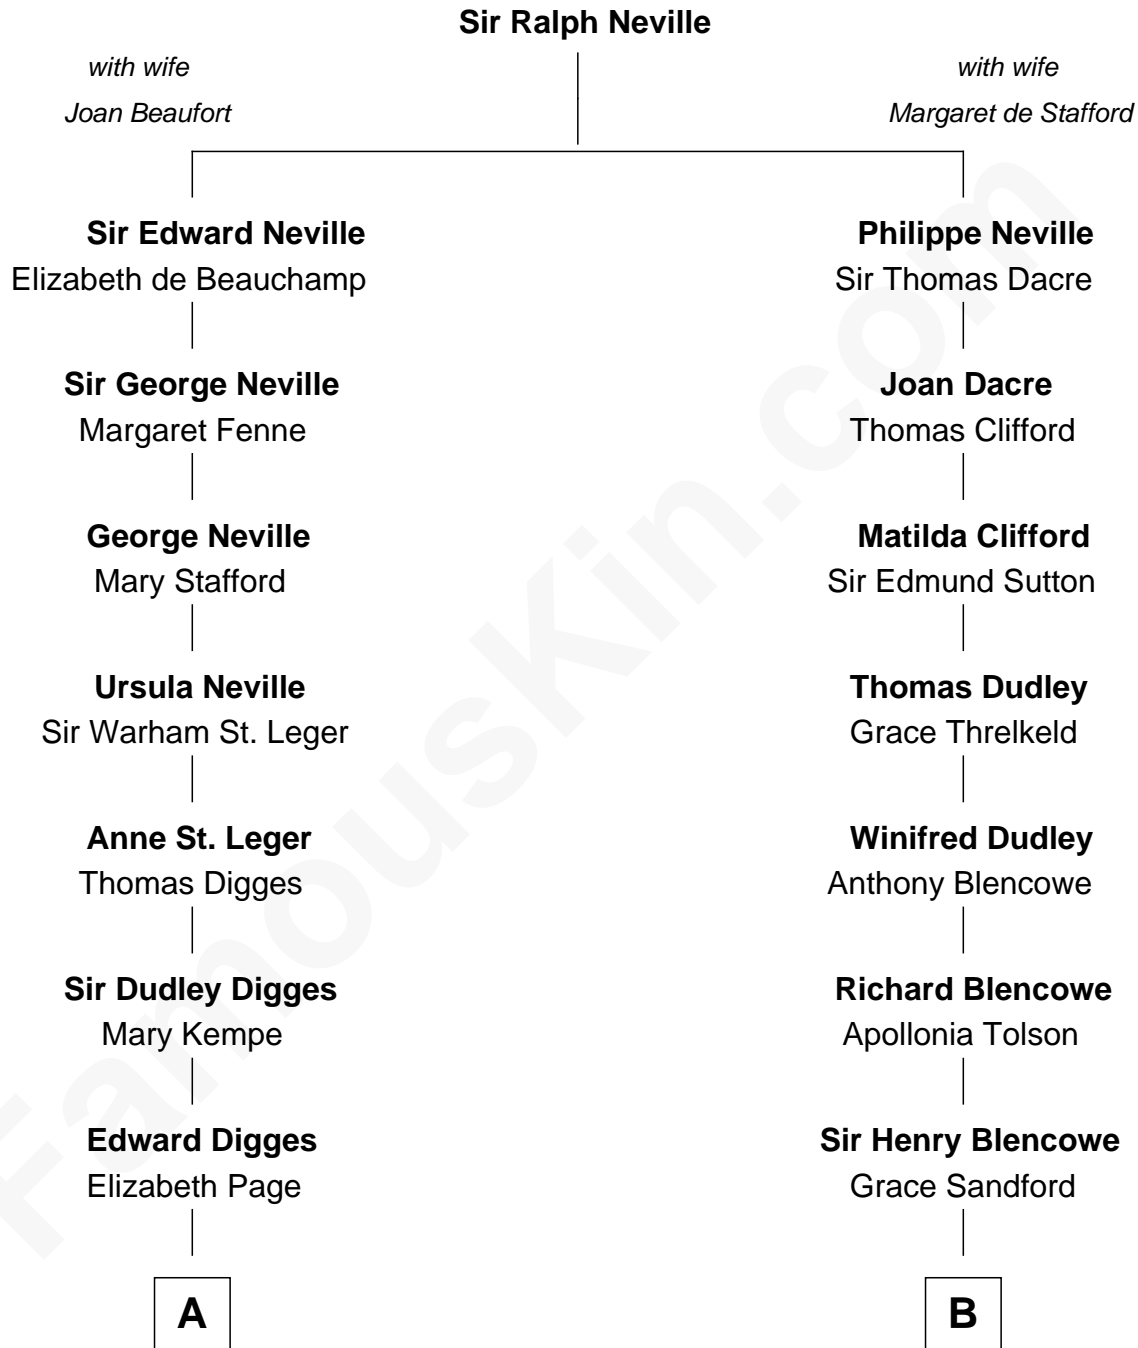 Sir Ralph Neville
with wife
Joan Beaufort
with wife
Margaret de Stafford
Sir Edward Neville
Elizabeth de Beauchamp
Philippe Neville
Sir Thomas Dacre
Sir George Neville
Margaret Fenne
Joan Dacre
Thomas Clifford
George Neville
Mary Stafford
Matilda Clifford
Sir Edmund Sutton
Ursula Neville
Sir Warham St. Leger
Thomas Dudley
Grace Threlkeld
Anne St. Leger
Thomas Digges
Winifred Dudley
Anthony Blencowe
Sir Dudley Digges
Mary Kempe
Richard Blencowe
Apollonia Tolson
Edward Digges
Elizabeth Page
Sir Henry Blencowe
Grace Sandford
A
B
FamousKin.com